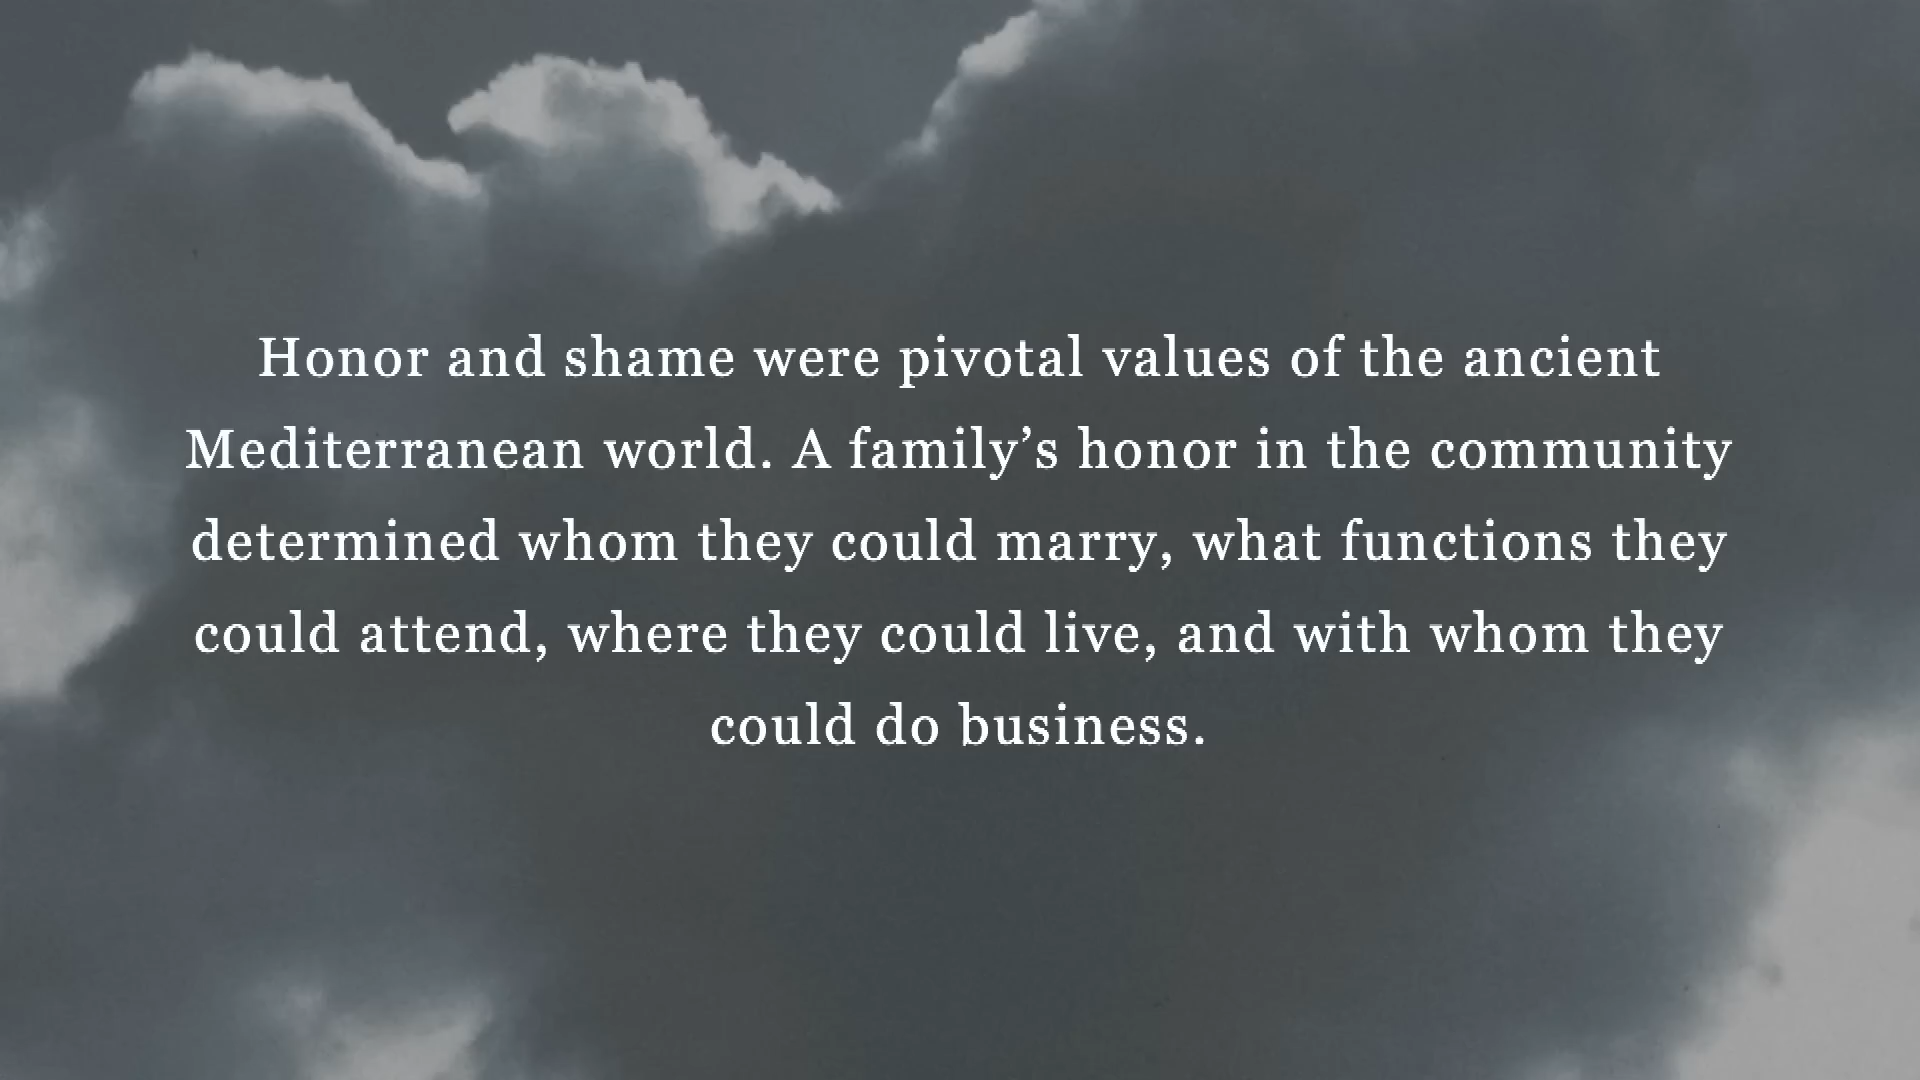 Honor and shame were pivotal values of the ancient
Mediterranean world. A family’s honor in the community
determined whom they could marry, what functions they
could attend, where they could live, and with whom they
could do business.